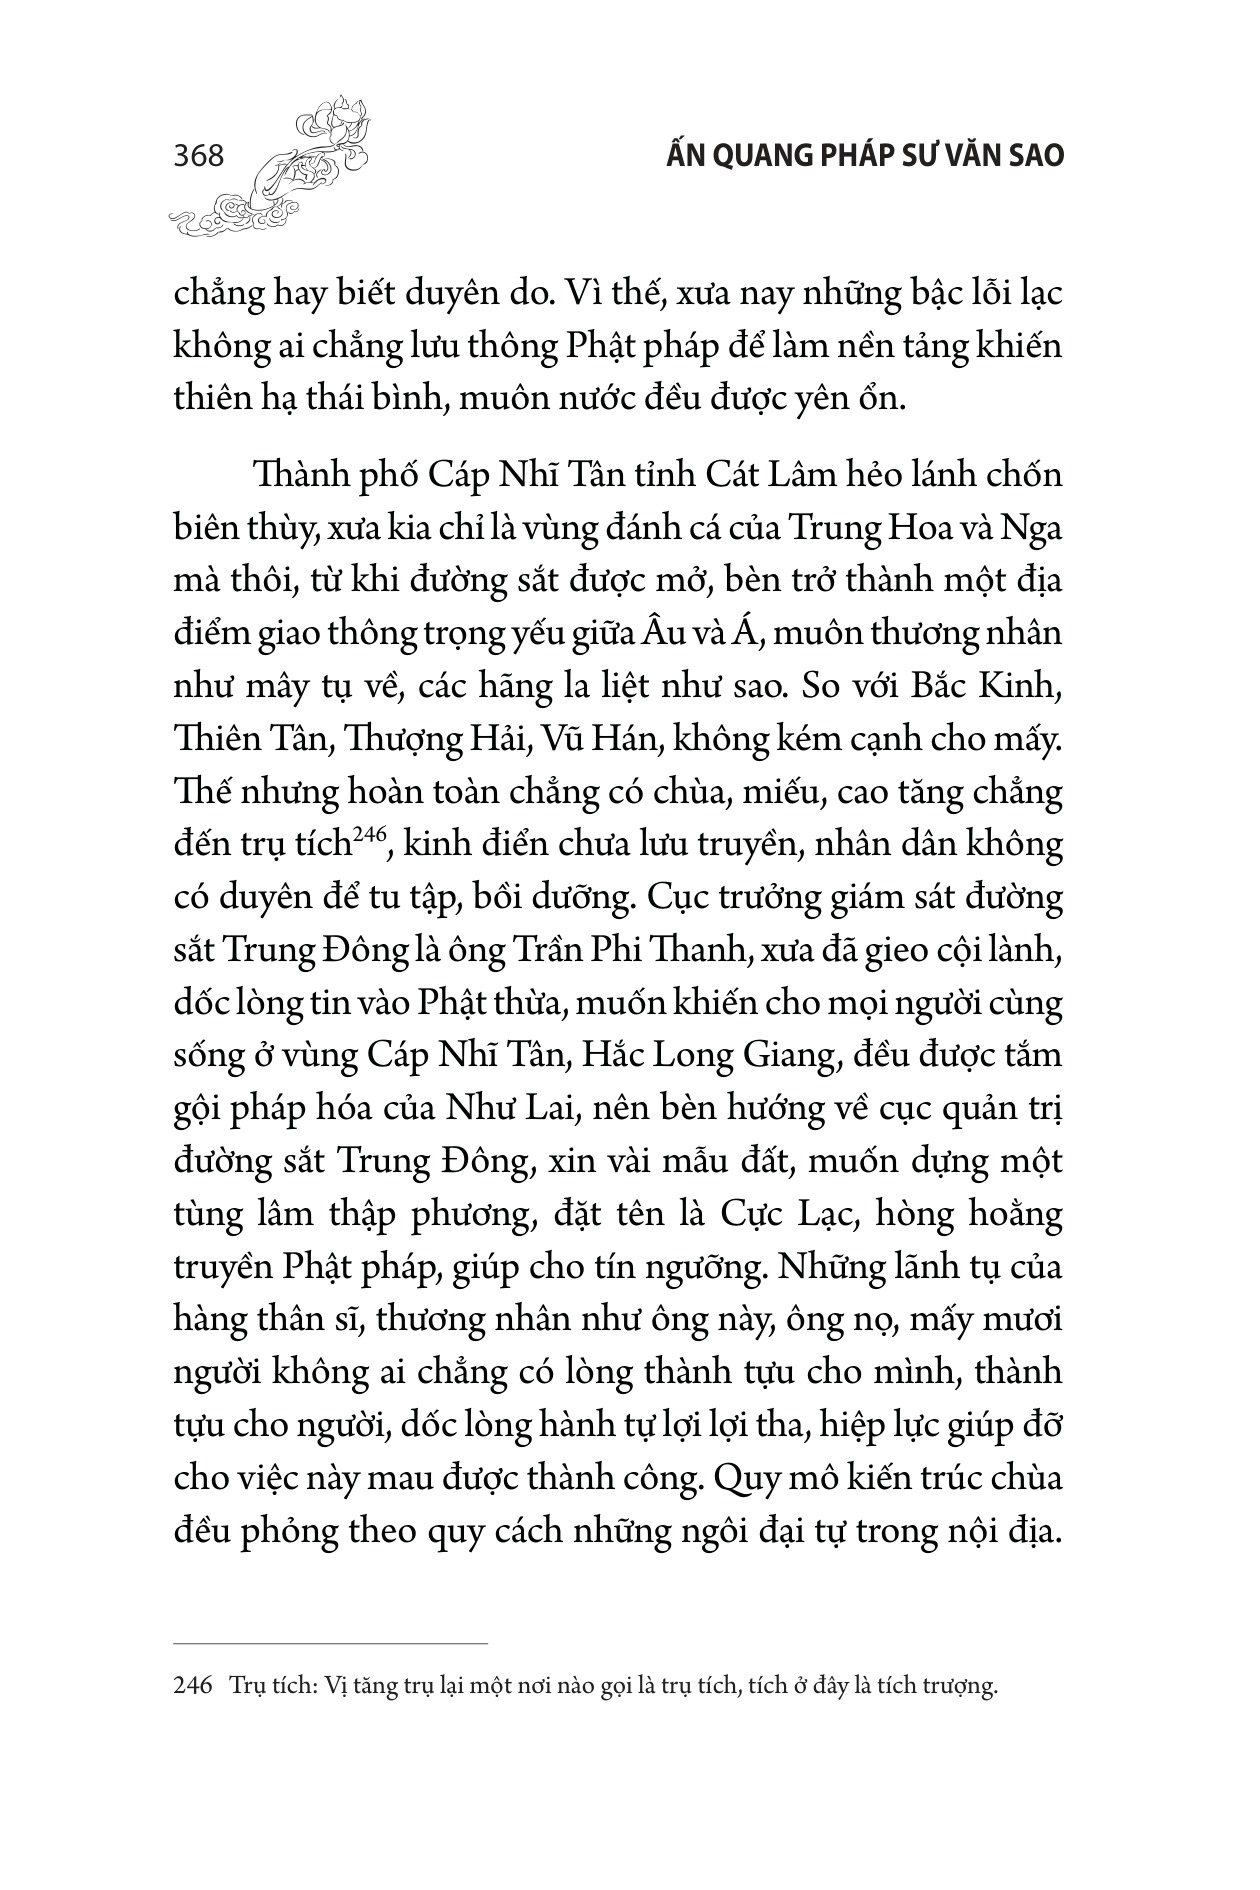 368
ẤN QUANG PHÁP SƯ VĂN SAO
chẳng hay biết duyên do. Vì thế, xưa nay những bậc lỗi lạc
không ai chẳng lưu thông Phật pháp để làm nền tảng khiến
thiên hạ thái bình, muôn nước đều được yên ổn.
Thành phố Cáp Nhĩ Tân tỉnh Cát Lâm hẻo lánh chốn
biên thùy, xưa kia chỉ là vùng đánh cá của Trung Hoa và Nga
mà thôi, từ khi đường sắt được mở, bèn trở thành một địa
điểm giao thông trọng yếu giữa Âu và Á, muôn thương nhân
như mây tụ về, các hãng la liệt như sao. So với Bắc Kinh,
Thiên Tân, Thượng Hải, Vũ Hán, không kém cạnh cho mấy.
Thế nhưng hoàn toàn chẳng có chùa, miếu, cao tăng chẳng
đến trụ tích246, kinh điển chưa lưu truyền, nhân dân không
có duyên để tu tập, bồi dưỡng. Cục trưởng giám sát đường
sắt Trung Đông là ông Trần Phi Thanh, xưa đã gieo cội lành,
dốc lòng tin vào Phật thừa, muốn khiến cho mọi người cùng
sống ở vùng Cáp Nhĩ Tân, Hắc Long Giang, đều được tắm
gội pháp hóa của Như Lai, nên bèn hướng về cục quản trị
đường sắt Trung Đông, xin vài mẫu đất, muốn dựng một
tùng lâm thập phương, đặt tên là Cực Lạc, hòng hoằng
truyền Phật pháp, giúp cho tín ngưỡng. Những lãnh tụ của
hàng thân sĩ, thương nhân như ông này, ông nọ, mấy mươi
người không ai chẳng có lòng thành tựu cho mình, thành
tựu cho người, dốc lòng hành tự lợi lợi tha, hiệp lực giúp đỡ
cho việc này mau được thành công. Quy mô kiến trúc chùa
đều phỏng theo quy cách những ngôi đại tự trong nội địa.
246 Trụ tích: Vị tăng trụ lại một nơi nào gọi là trụ tích, tích ở đây là tích trượng.